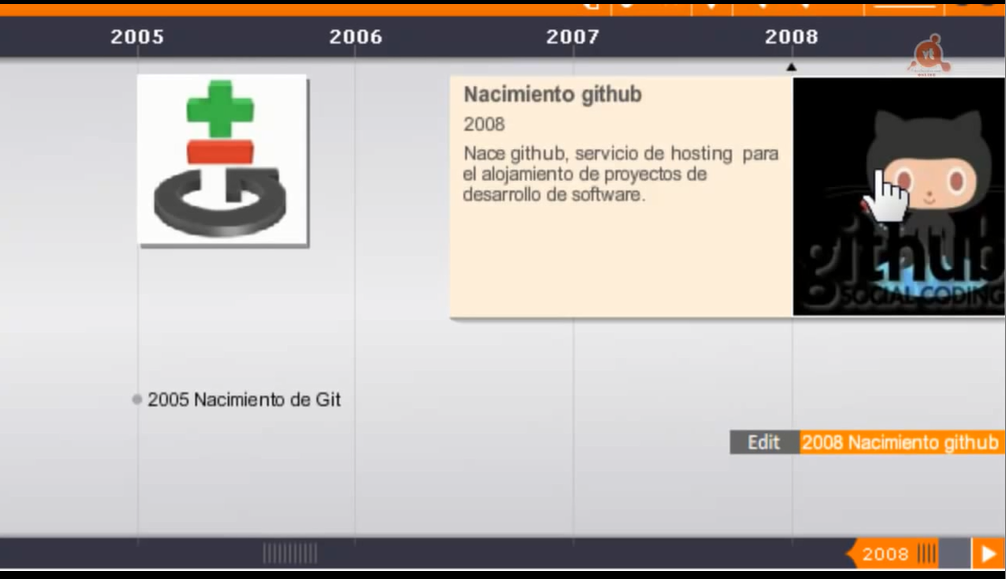 2005 2006 2007 2008
Nacimiento github
2008
Nace github, servicio de hosting para
el alojamiento de proyectos de
desarrollo de software.
github
SOCIAL CODING
2005 Nacimiento de Git
Edit 2008 Nacimiento github
2008